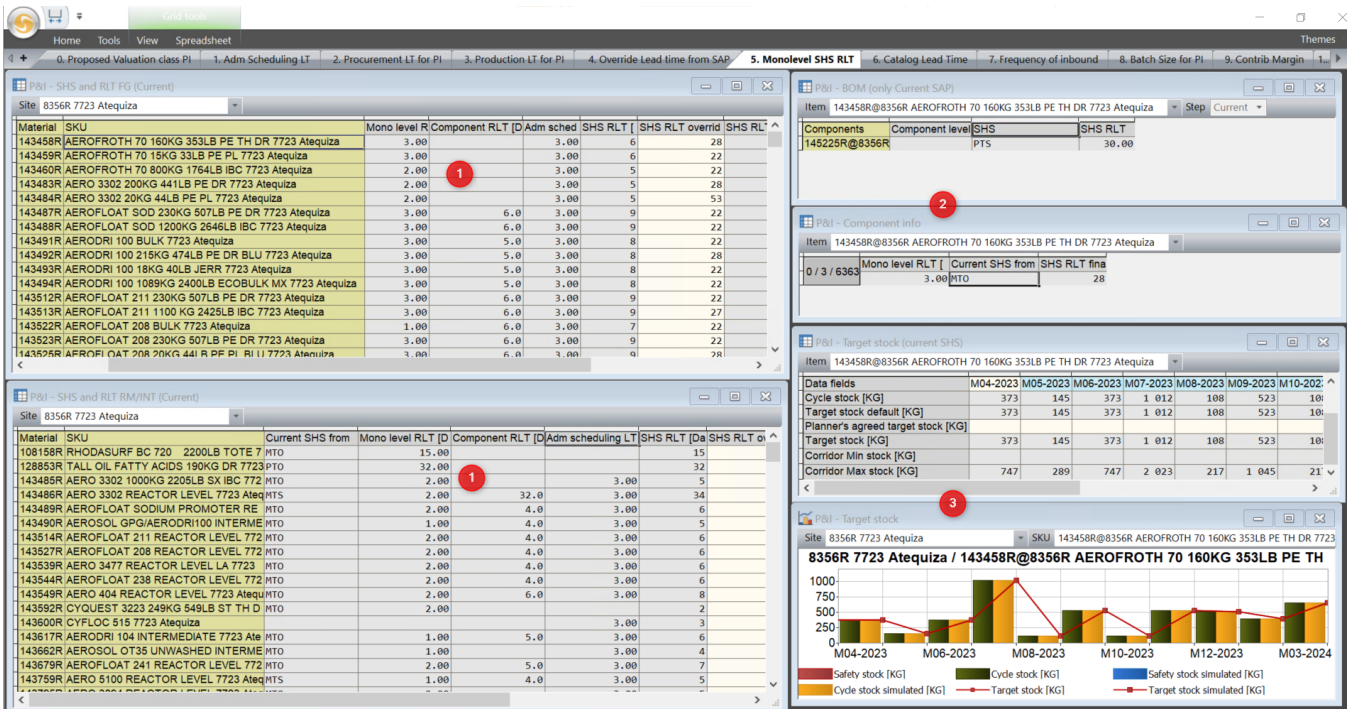 Grid tools
Home Tools View Spreadsheet Themes
0. Proposed Valuation class PI 1. Adm Scheduling LT 2. Procurement LT for PI 3. Production LT for PI 4. Override Lead time from SAP 5. Monolevel SHS RLT 6. Catalog Lead Time 7. Frequency of inbound 8. Batch Size for PI 9. Contrib Margin 1...
P&I - SHS and RLT FG (Current)
Site 8356R 7723 Atequiza
Material SKU Mono level R Component RLT [D Adm sched SHS RLT [ SHS RLT overrid SHS RLT
143458R AEROFROTH 70 160KG 353LB PE TH DR 7723 Atequiza 3.00 3.00 6 28
143459R AEROFROTH 70 15KG 33LB PE PL 7723 Atequiza 3.00 3.00 6 22
143460R AEROFROTH 70 800KG 1764LB IBC 7723 Atequiza 2.00 3.00 5 22
143483R AERO 3302 200KG 441LB PE DR 7723 Atequiza 2.00 3.00 5 28
143484R AERO 3302 20KG 44LB PE PL 7723 Atequiza 2.00 3.00 5 53
143487R AEROFLOAT SOD 230KG 507LB PE DR 7723 Atequiza 3.00 6.0 3.00 9 22
143488R AEROFLOAT SOD 1200KG 2646LB IBC 7723 Atequiza 3.00 6.0 3.00 9 22
143491R AERODRI 100 BULK 7723 Atequiza 3.00 5.0 3.00 8 22
143492R AERODRI 100 215KG 474LB PE DR BLU 7723 Atequiza 3.00 5.0 3.00 8 28
143493R AERODRI 100 18KG 40LB JERR 7723 Atequiza 3.00 5.0 3.00 8 22
143494R AERODRI 100 1089KG 2400LB ECOBULK MX 7723 Atequiza 3.00 5.0 3.00 8 22
143512R AEROFLOAT 211 230KG 507LB PE DR 7723 Atequiza 3.00 6.0 3.00 9 22
143513R AEROFLOAT 211 1100 KG 2425LB IBC 7723 Atequiza 3.00 6.0 3.00 9 27
143522R AEROFLOAT 208 BULK 7723 Atequiza 1.00 6.0 3.00 7 22
143523R AEROFLOAT 208 230KG 507LB PE DR 7723 Atequiza 3.00 6.0 3.00 9 22
143525R AEROFLOAT 208 20KG 44LB PE PL BLU 7723 Atequiza 3.00 6.0 3.00 9 28
1
P&I - SHS and RLT RM/INT (Current)
Site 8356R 7723 Atequiza
Material SKU Current SHS from Mono level RLT [D Component RLT [D Adm scheduling LT SHS RLT [Da SHS RLT ov
108158R RHODASURF BC 720 2200LB TOTE 7 MTO 15.00 15
128853R TALL OIL FATTY ACIDS 190KG DR 7723 PTO 32.00 32
143485R AERO 3302 1000KG 2205LB SX IBC 772 MTO 2.00 3.00 5
143486R AERO 3302 REACTOR LEVEL 7723 Ateq MTS 2.00 32.0 3.00 34
143489R AEROFLOAT SODIUM PROMOTER RE MTO 2.00 4.0 3.00 6
143490R AEROSOL GPG/AERODRI100 INTERME MTO 1.00 4.0 3.00 5
143514R AEROFLOAT 211 REACTOR LEVEL 772 MTO 2.00 4.0 3.00 6
143527R AEROFLOAT 208 REACTOR LEVEL 772 MTO 2.00 4.0 3.00 6
143539R AERO 3477 REACTOR LEVEL LA 7723 MTO 2.00 4.0 3.00 6
143544R AEROFLOAT 238 REACTOR LEVEL 772 MTO 2.00 4.0 3.00 6
143549R AERO 404 REACTOR LEVEL 7723 Atequ MTO 2.00 6.0 3.00 8
143592R CYQUEST 3223 249KG 549LB ST TH D MTO 2.00 2
143600R CYFLOC 515 7723 Atequiza 3.00 3
143617R AERODRI 104 INTERMEDIATE 7723 Ate MTO 1.00 5.0 3.00 6
143662R AEROSOL OT35 UNWASHED INTERME MTO 1.00 3.00 4
143679R AEROFLOAT 241 REACTOR LEVEL 772 MTO 2.00 5.0 3.00 7
143759R AERO 5100 REACTOR LEVEL 7723 Ateq MTS 1.00 4.0 3.00 5
1
P&I - BOM (only Current SAP)
Item 143458R@8356R AEROFROTH 70 160KG 353LB PE TH DR 7723 Atequiza Step Current
Components Component level SHS SHS RLT
145225R@8356R PTS 30.00
2
P&I - Component info
Item 143458R@8356R AEROFROTH 70 160KG 353LB PE TH DR 7723 Atequiza
0 / 3 / 6363 Mono level RLT [ Current SHS from SHS RLT fina
3.00 MTO 28
P&I - Target stock (current SHS)
Item 143458R@8356R AEROFROTH 70 160KG 353LB PE TH DR 7723 Atequiza
Data fields M04-2023 M05-2023 M06-2023 M07-2023 M08-2023 M09-2023 M10-202
Cycle stock [KG] 373 145 373 1 012 108 523 10
Target stock default [KG] 373 145 373 1 012 108 523 10
Planner's agreed target stock [KG]
Target stock [KG] 373 145 373 1 012 108 523 10
Corridor Min stock [KG]
Corridor Max stock [KG] 747 289 747 2 023 217 1 045 21
3
P&I - Target stock
Site 8356R 7723 Atequiza SKU 143458R@8356R AEROFROTH 70 160KG 353LB PE TH DR 7723
8356R 7723 Atequiza / 143458R@8356R AEROFROTH 70 160KG 353LB PE TH
1000
750
500
250
0
M04-2023 M06-2023 M08-2023 M10-2023 M12-2023 M03-2024
Safety stock [KG] Cycle stock [KG] Safety stock simulated [KG]
Cycle stock simulated [KG] Target stock [KG] Target stock simulated [KG]